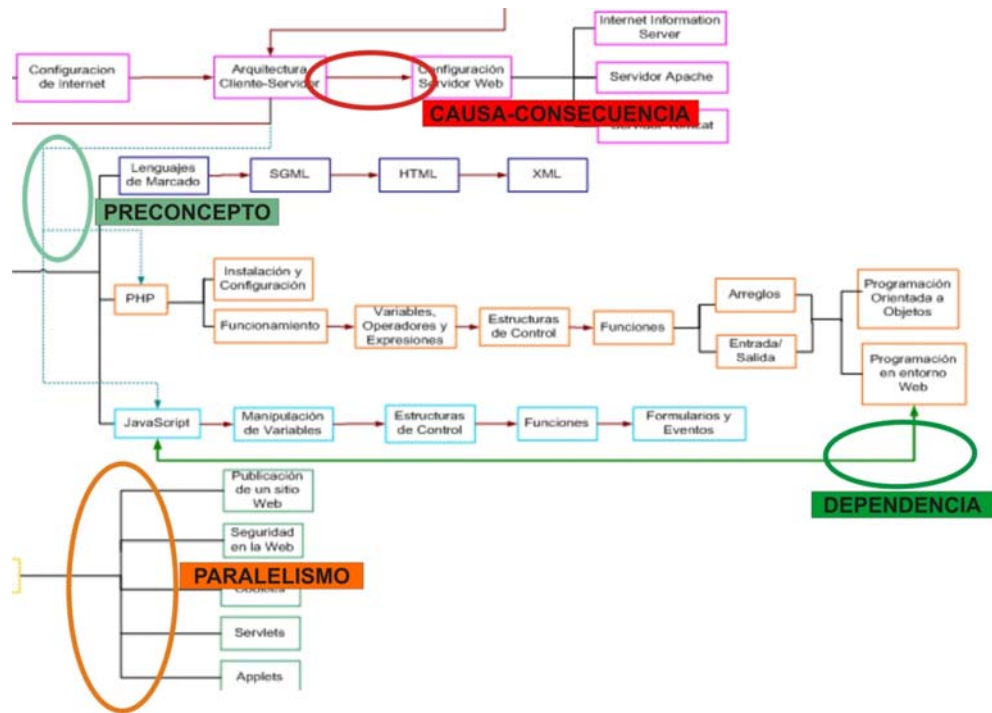 Internet Information
Server
Configuracion
de internet
Arquitectura
Cliente-Servidor
Configuración
Servidor Web
Servidor Apache
CAUSA-CONSECUENCIA
Lenguajes
de Marcado
SGML
HTML
XML
PRECONCEPTO
PHP
Instalación y
Configuración
Funcionamiento
Variables,
Operadores y
Expresiones
Estructuras
de Control
Funciones
Arreglos
Entrada/
Salida
Programación
Orientada a
Objetos
Programación
en entorno
Web
JavaScript
Manipulación
de Variables
Estructuras
de Control
Funciones
Formularios y
Eventos
DEPENDENCIA
Publicación
de un sitio
Web
Seguridad
en la Web
PARALELISMO
Servlets
Applets